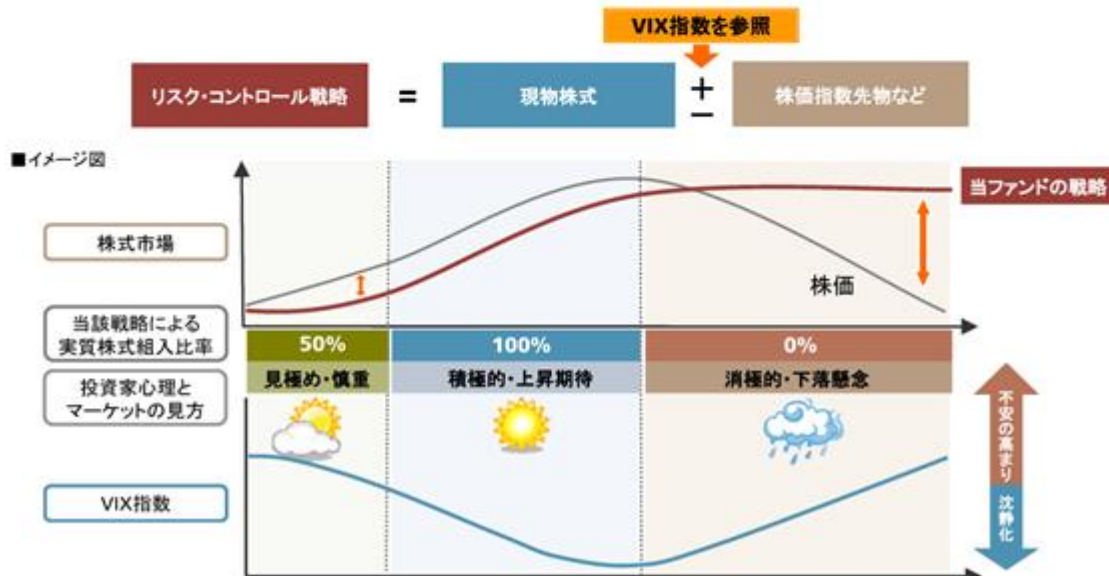 VIX指数を参照
リスク・コントロール戦略
=
現物株式
+
−
株価指数先物など
■イメージ図
当ファンドの戦略
株式市場
株価
当該戦略による
実質株式組入比率
50%
100%
0%
投資家心理と
マーケットの見方
見極め・慎重
積極的・上昇期待
消極的・下落懸念
不安の高まり
沈静化
VIX指数